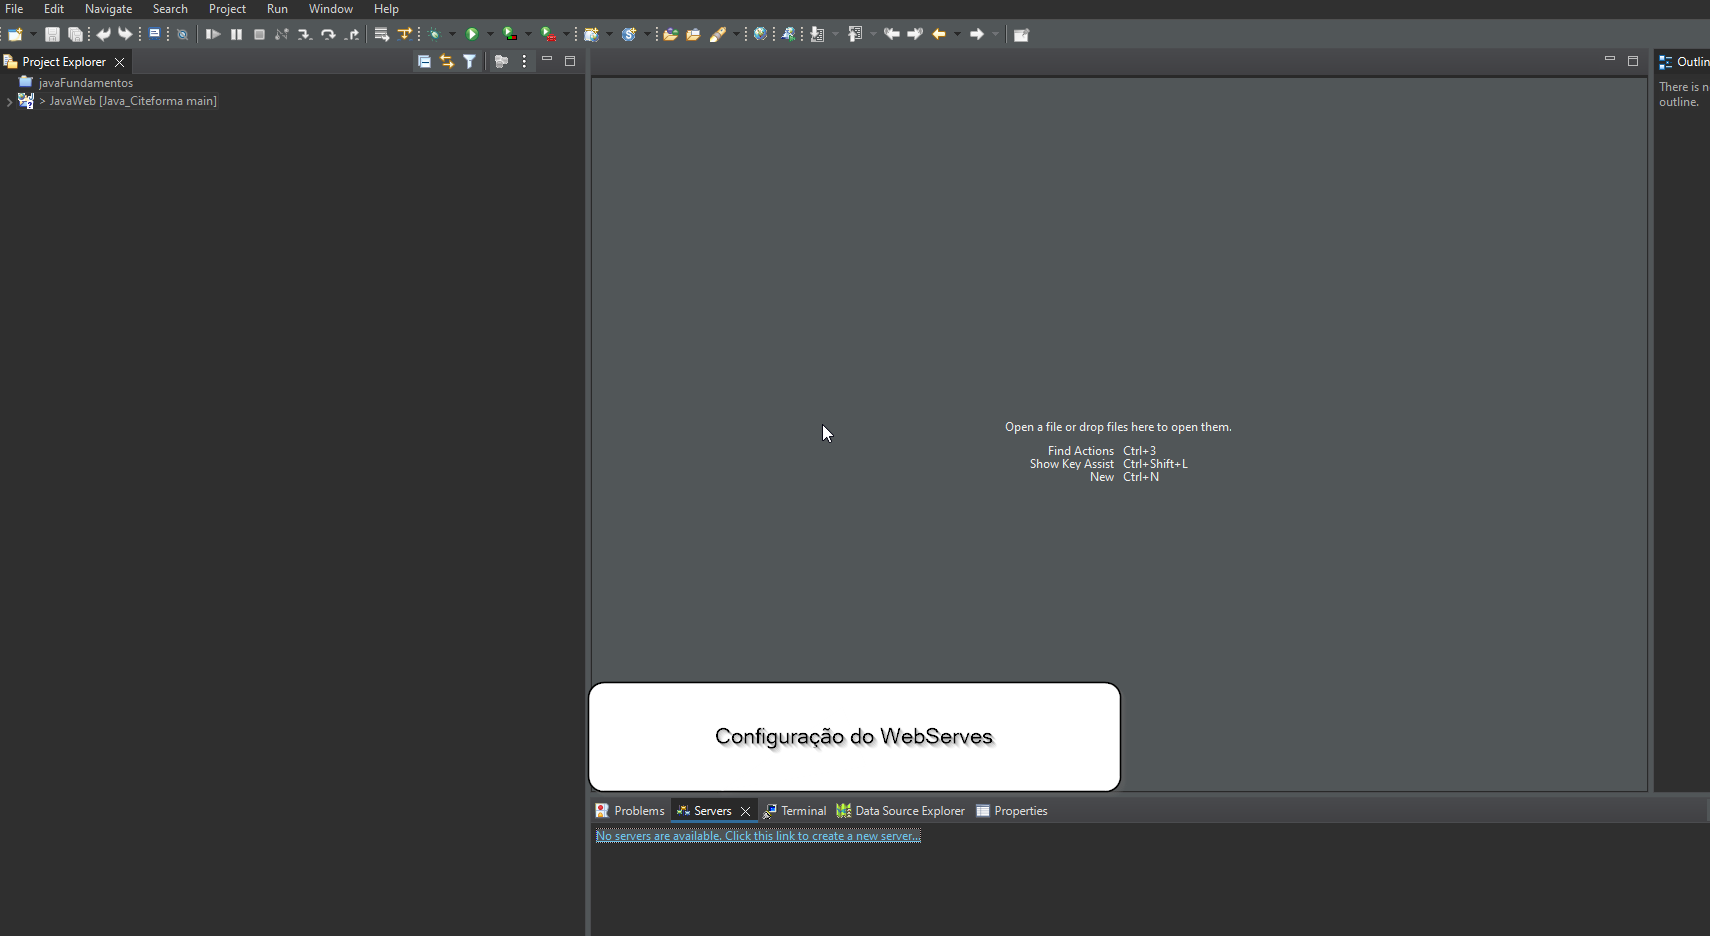 File Edit Navigate Search Project Run Window Help
Project Explorer
Outlin
javaFundamentos
> JavaWeb [Java_Citeforma main]
There is n
outline.
Open a file or drop files here to open them.
Find Actions Ctrl+3
Show Key Assist Ctrl+Shift+L
New Ctrl+N
Configuração do WebServes
Problems Servers Terminal Data Source Explorer Properties
No servers are available. Click this link to create a new server...